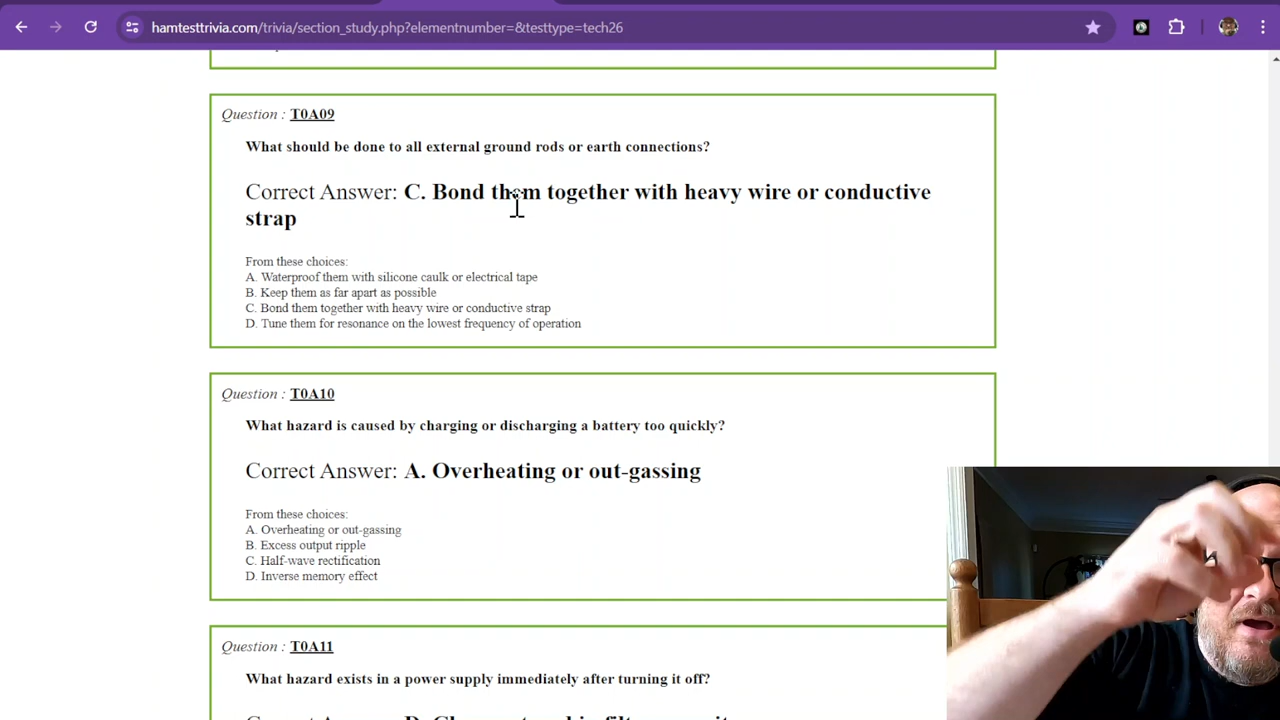 hamtesttrivia.com/trivia/section_study.php?elementnumber=&testtype=tech26
Question : T0A09
What should be done to all external ground rods or earth connections?
Correct Answer: C. Bond them together with heavy wire or conductive
strap
From these choices:
A. Waterproof them with silicone caulk or electrical tape
B. Keep them as far apart as possible
C. Bond them together with heavy wire or conductive strap
D. Tune them for resonance on the lowest frequency of operation
Question : T0A10
What hazard is caused by charging or discharging a battery too quickly?
Correct Answer: A. Overheating or out-gassing
From these choices:
A. Overheating or out-gassing
B. Excess output ripple
C. Half-wave rectification
D. Inverse memory effect
Question : T0A11
What hazard exists in a power supply immediately after turning it off?
Correct Answer: D.